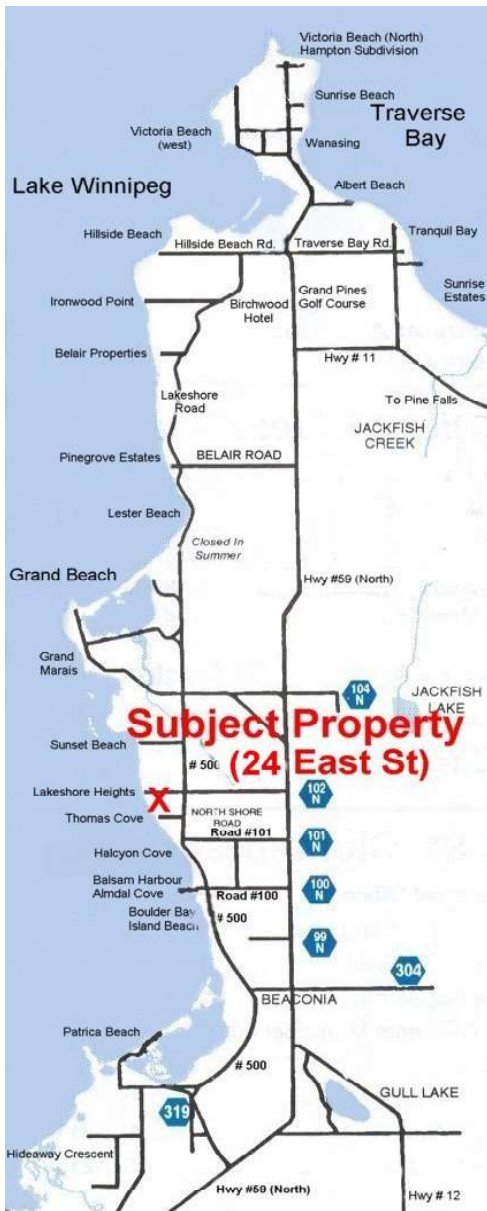 Victoria Beach (North)
Hampton Subdivision
Sunrise Beach
Traverse
Bay
Victoria Beach
(west)
Wanasing
Lake Winnipeg
Albert Beach
Hillside Beach
Tranquil Bay
Hillside Beach Rd.
Traverse Bay Rd.
Ironwood Point
Birchwood
Hotel
Grand Pines
Golf Course
Sunrise
Estates
Belair Properties
Hwy # 11
Lakeshore
Road
To Pine Falls
JACKFISH
CREEK
Pinegrove Estates
BELAIR ROAD
Lester Beach
Closed In
Summer
Grand Beach
Hwy #59 (North)
Grand
Marais
104
N
JACKFISH
LAKE
Subject Property
(24 East St)
Sunset Beach
# 500
Lakeshore Heights
X
102
N
Thomas Cove
NORTH SHORE
ROAD
Road #101
101
N
Halcyon Cove
Balsam Harbour
Almdal Cove
Road #100
100
N
Boulder Bay
Island Beach
# 500
99
N
304
BEACONIA
Patrica Beach
# 500
GULL LAKE
319
Hideaway Crescent
Hwy #59 (North)
Hwy # 12